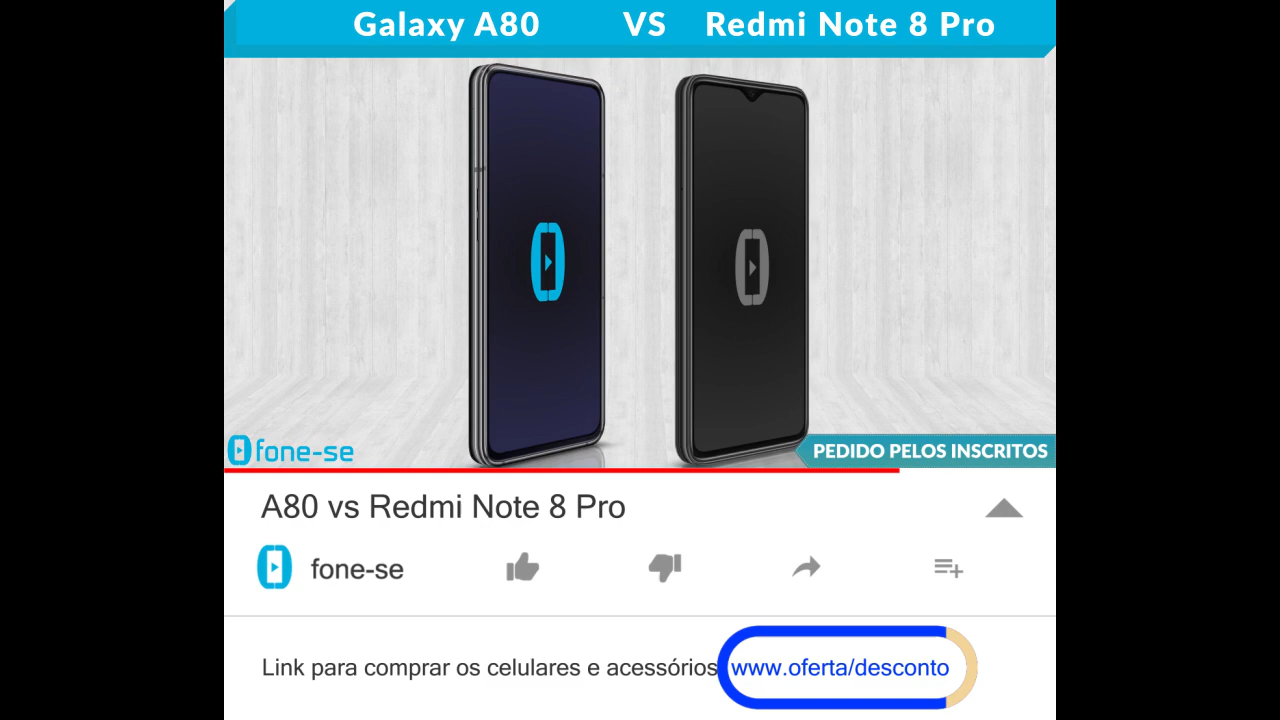 Galaxy A80 VS Redmi Note 8 Pro
fone-se
PEDIDO PELOS INSCRITOS
A80 vs Redmi Note 8 Pro
fone-se
Link para comprar os celulares e acessórios www.oferta/desconto